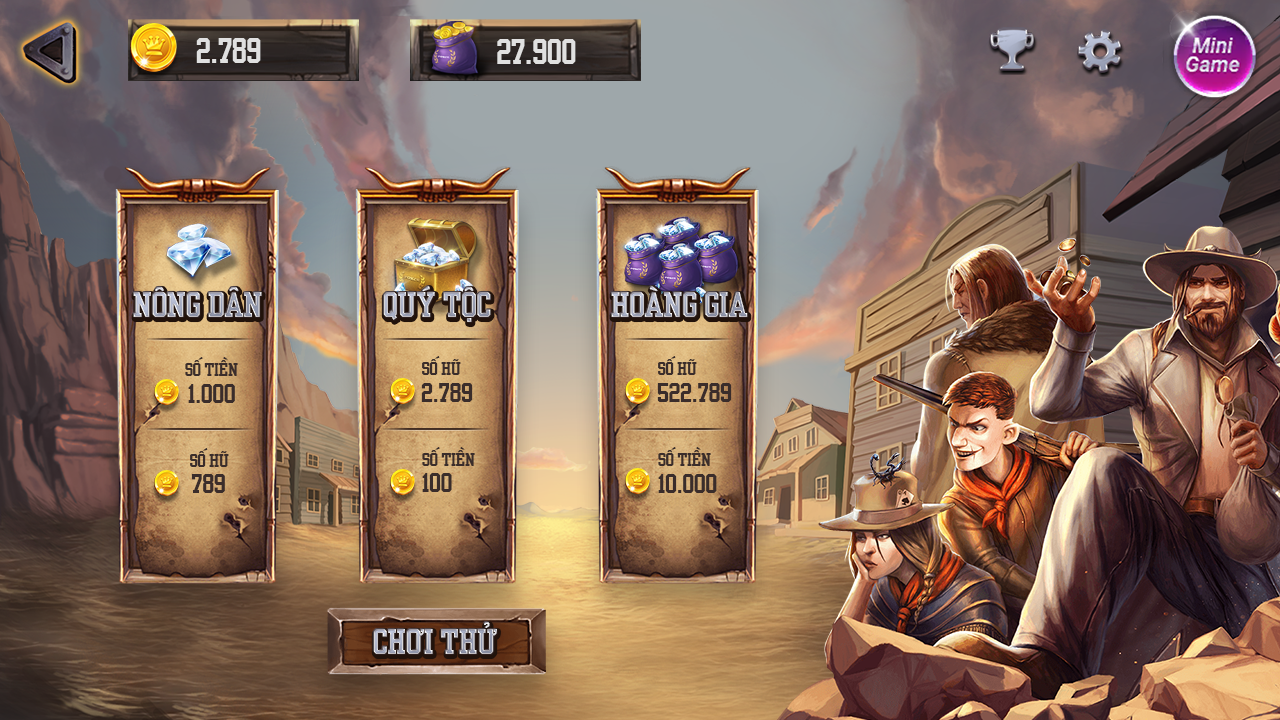 2.789
27.900
Mini
Game
NÔNG DÂN
SỐ TIỀN
1.000
SỐ HŨ
789
QUÝ TỘC
SỐ HŨ
2.789
SỐ TIỀN
100
HOÀNG GIA
SỐ HŨ
522.789
SỐ TIỀN
10.000
CHƠI THỬ